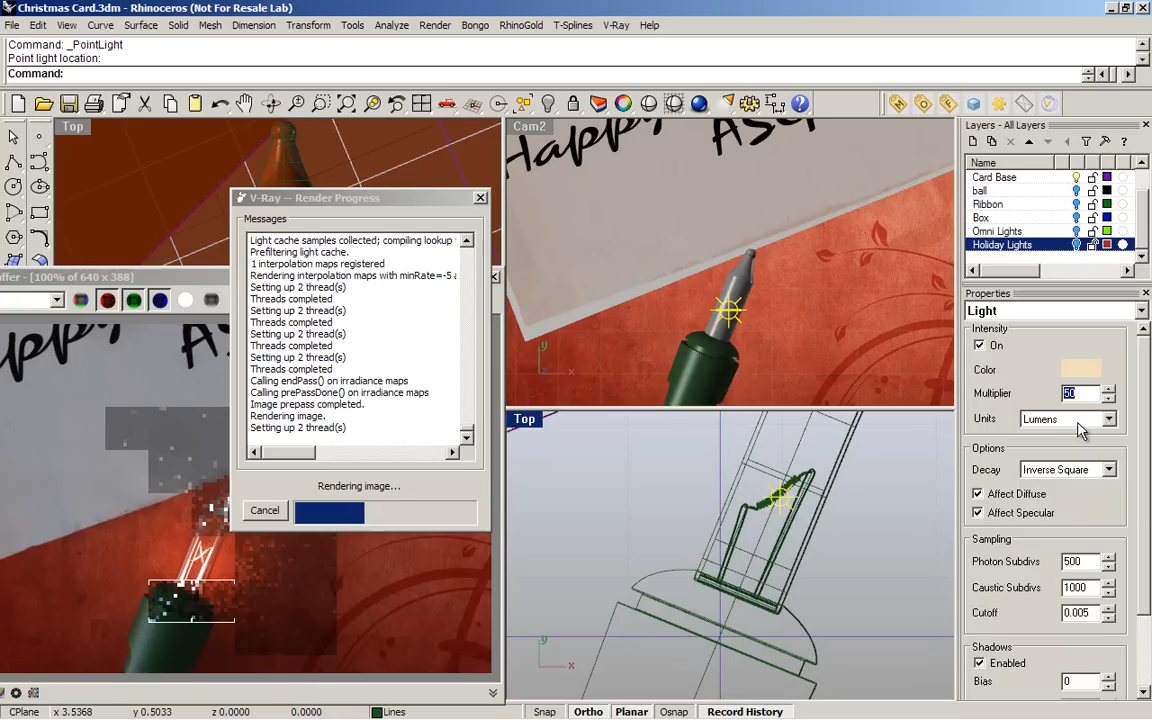 Christmas Card.3dm - Rhinoceros (Not For Resale Lab)
File Edit View Curve Surface Solid Mesh Dimension Transform Tools Analyze Render Bongo RhinoGold T-Splines V-Ray Help
Command: _PointLight
Point light location:
Command:
Top
Cam2
Happy
Layers - All Layers
Name
Card Base
ball
Ribbon
Box
Omni Lights
Holiday Lights
V-Ray -- Render Progress
Messages
Light cache samples collected; compiling lookup
Prefiltering light cache.
1 interpolation maps registered
Rendering interpolation maps with minRate=-5
Setting up 2 thread(s)
Threads completed
Setting up 2 thread(s)
Threads completed
Setting up 2 thread(s)
Threads completed
Setting up 2 thread(s)
Threads completed
Calling endPass() on irradiance maps
Calling prePassDone() on irradiance maps
Image prepass completed.
Rendering image.
Setting up 2 thread(s)
Rendering image...
Cancel
ffer - [100% of 640 x 388]
Happy
Top
y
x
y
x
Properties
Light
Intensity
On
Color
Multiplier 50
Units Lumens
Options
Decay Inverse Square
Affect Diffuse
Affect Specular
Sampling
Photon Subdivs 500
Caustic Subdivs 1000
Cutoff 0.005
Shadows
Enabled
Bias 0
CPlane x 3.5368 y 0.5033 z 0.0000 0.0000 Lines Snap Ortho Planar Osnap Record History